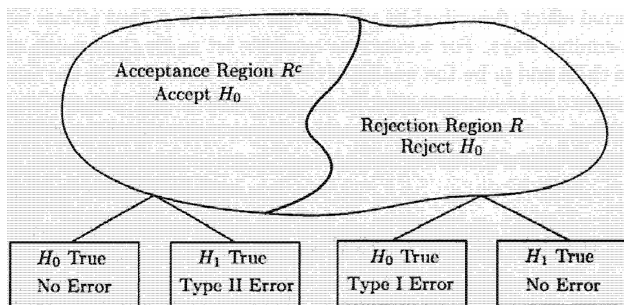 Acceptance Region Rᶜ
Accept H₀
Rejection Region R
Reject H₀
H₀ True
No Error
H₁ True
Type II Error
H₀ True
Type I Error
H₁ True
No Error